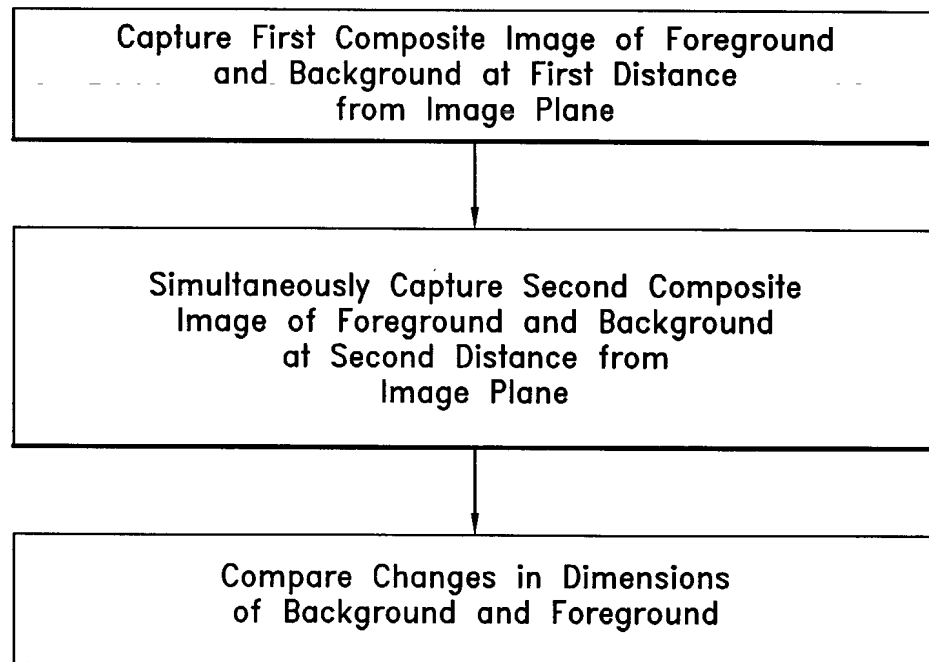 Capture First Composite Image of Foreground
and Background at First Distance
from Image Plane
Simultaneously Capture Second Composite
Image of Foreground and Background
at Second Distance from
Image Plane
Compare Changes in Dimensions
of Background and Foreground